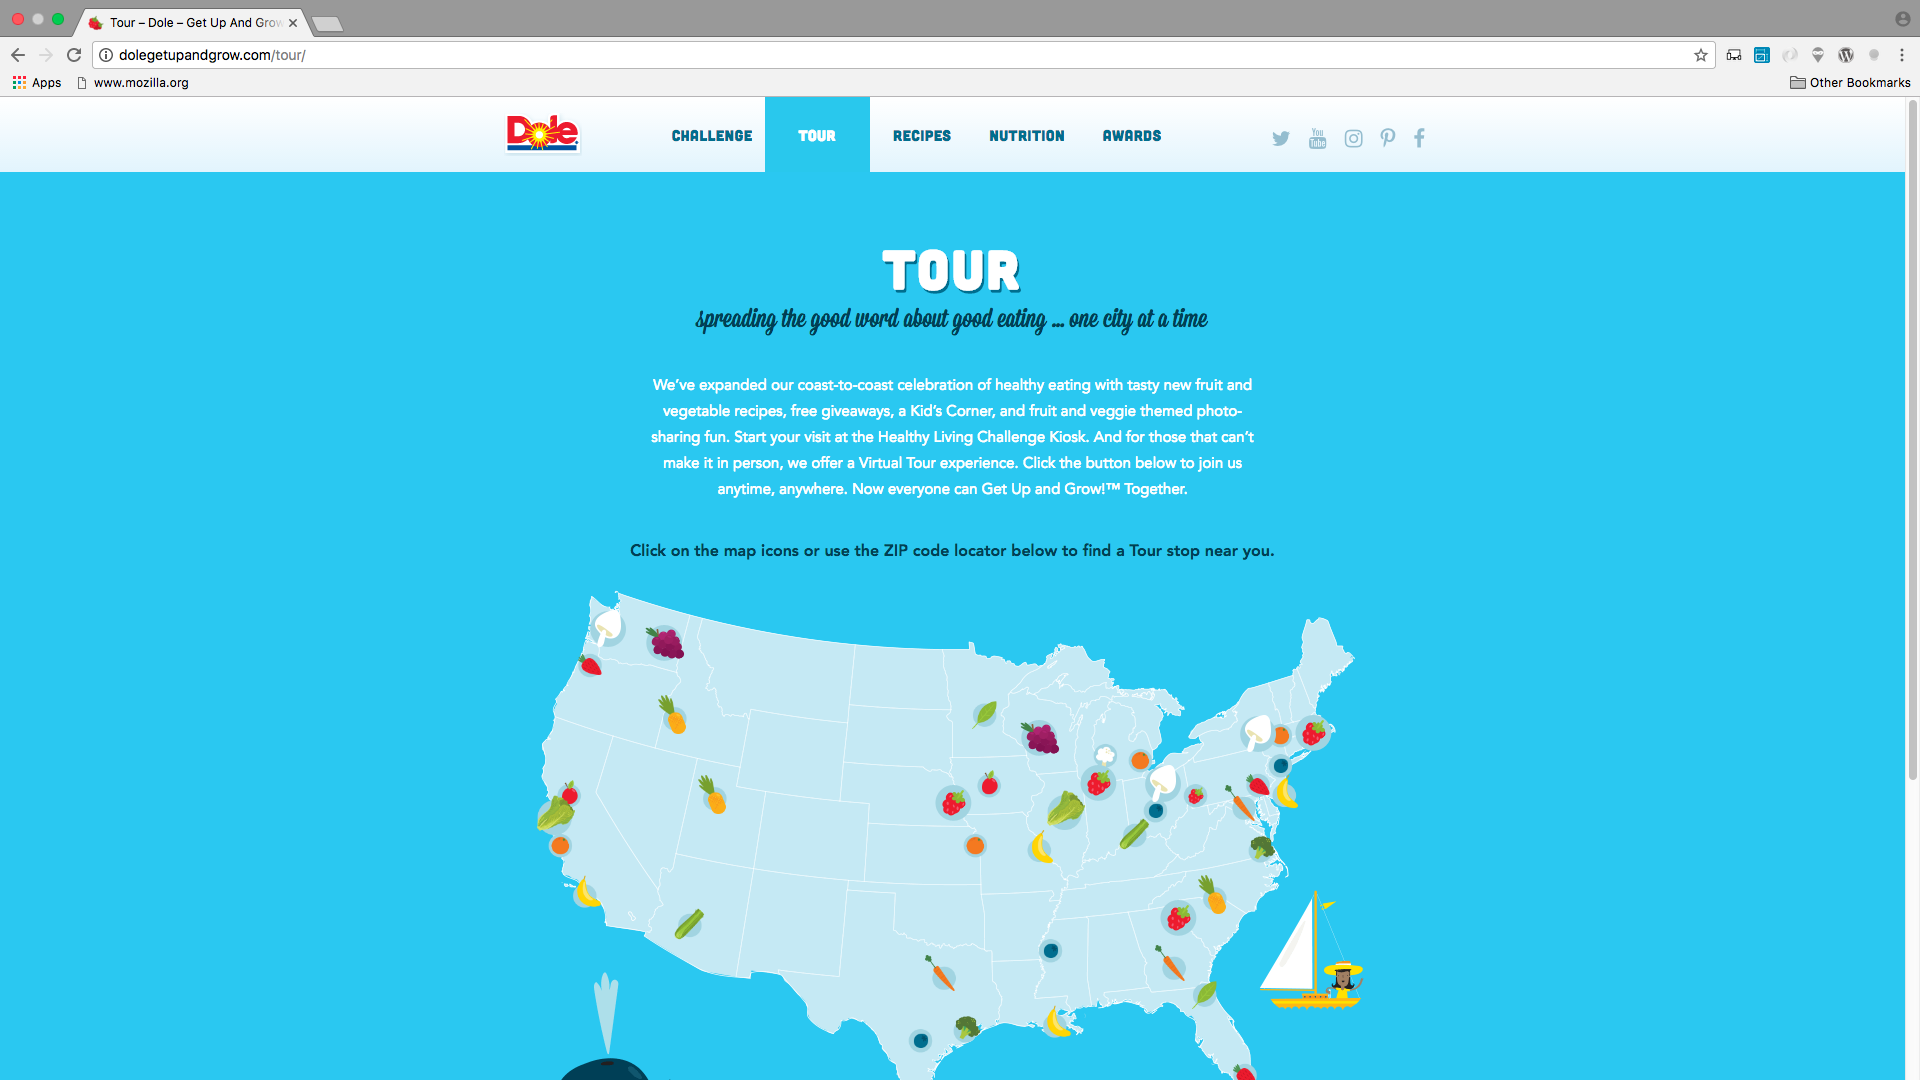 Tour – Dole – Get Up And Grow
dolegetupandgrow.com/tour/
Apps
www.mozilla.org
Other Bookmarks
Dole
CHALLENGE
TOUR
RECIPES
NUTRITION
AWARDS
You
Tube
TOUR
spreading the good word about good eating ... one city at a time
We've expanded our coast-to-coast celebration of healthy eating with tasty new fruit and
vegetable recipes, free giveaways, a Kid's Corner, and fruit and veggie themed photo-
sharing fun. Start your visit at the Healthy Living Challenge Kiosk. And for those that can't
make it in person, we offer a Virtual Tour experience. Click the button below to join us
anytime, anywhere. Now everyone can Get Up and Grow!™ Together.
Click on the map icons or use the ZIP code locator below to find a Tour stop near you.